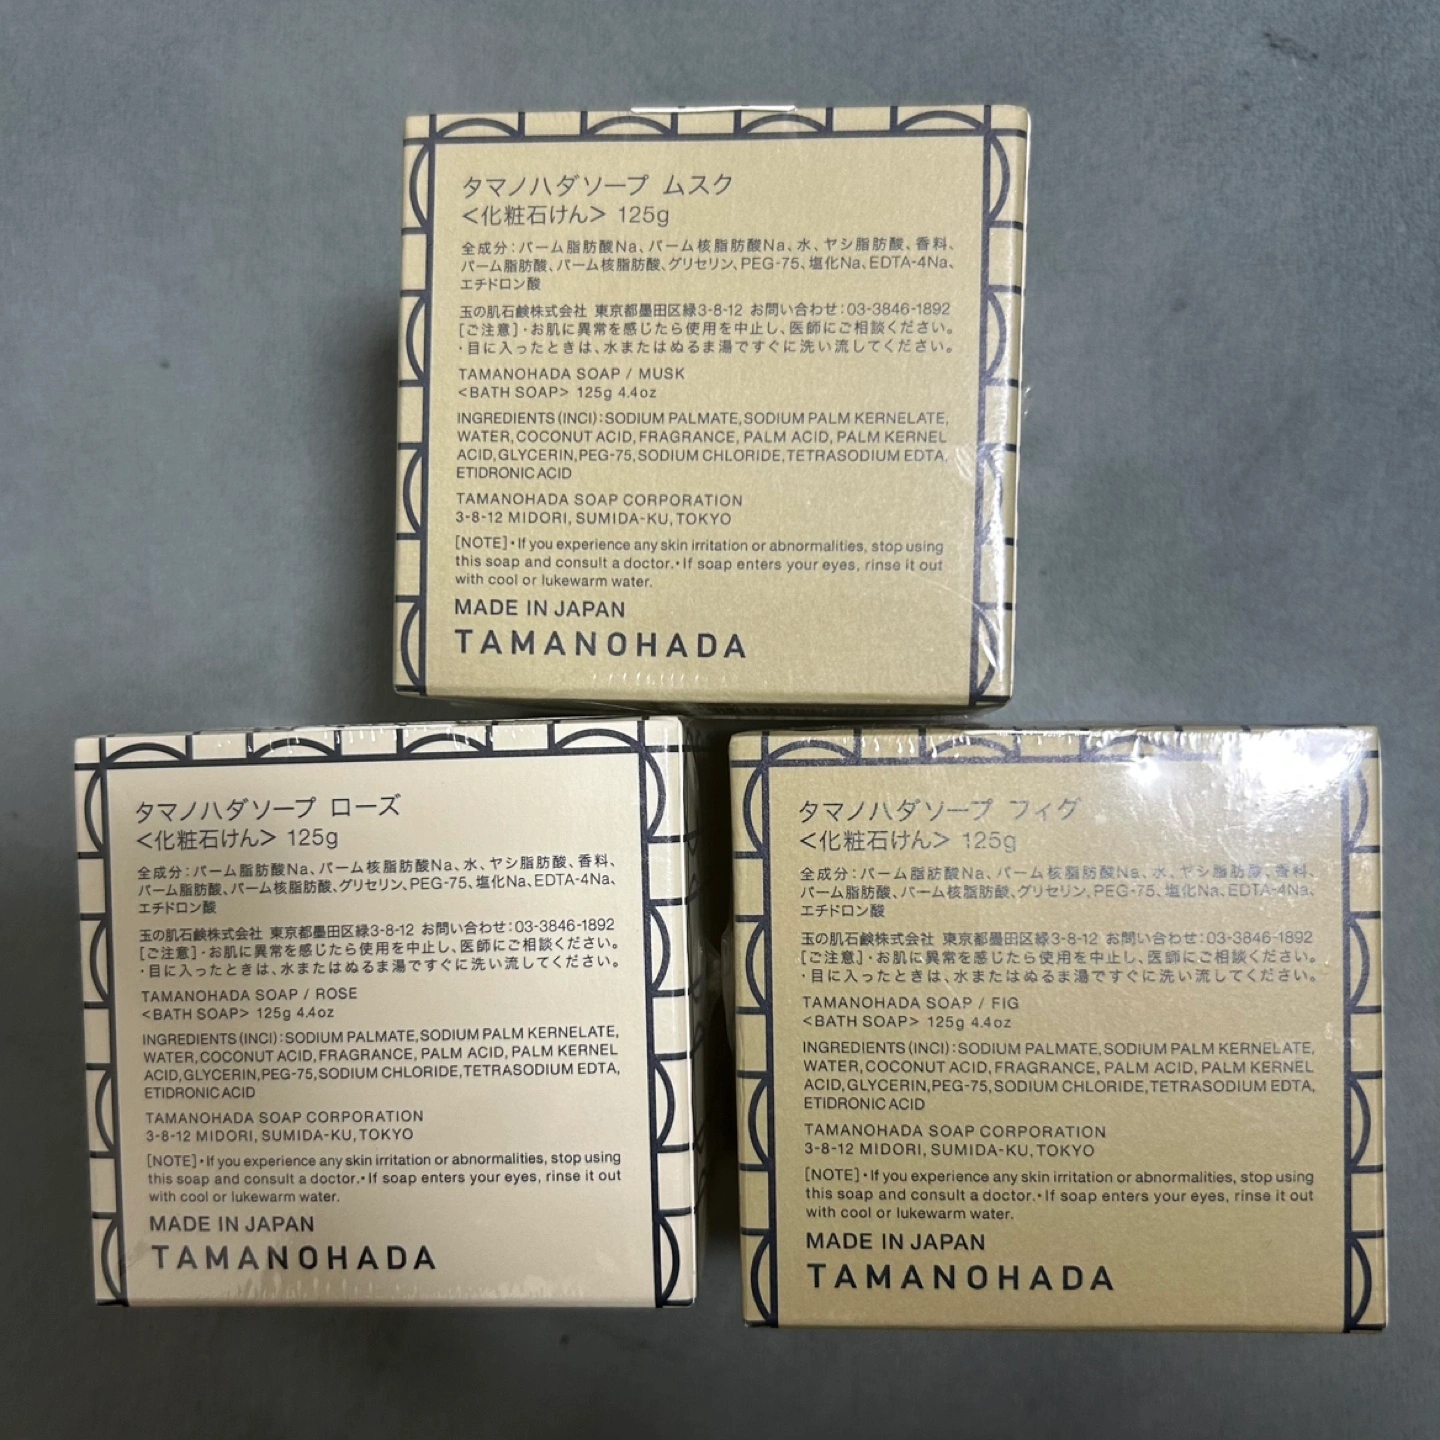 タマノハダソープ ムスク
<化粧石けん> 125g
全成分：パーム脂肪酸Na、パーム核脂肪酸Na、水、ヤシ脂肪酸、香料、
パーム脂肪酸、パーム核脂肪酸、グリセリン、PEG-75、塩化Na、EDTA-4Na、
エチドロン酸
玉の肌石鹸株式会社 東京都墨田区緑3-8-12 お問い合わせ：03-3846-1892
[ご注意]・お肌に異常を感じたら使用を中止し、医師にご相談ください。
・目に入ったときは、水またはぬるま湯ですぐに洗い流してください。
TAMANOHADA SOAP / MUSK
<BATH SOAP> 125g 4.4oz
INGREDIENTS (INCI): SODIUM PALMATE, SODIUM PALM KERNELATE,
WATER, COCONUT ACID, FRAGRANCE, PALM ACID, PALM KERNEL
ACID, GLYCERIN, PEG-75, SODIUM CHLORIDE, TETRASODIUM EDTA,
ETIDRONIC ACID
TAMANOHADA SOAP CORPORATION
3-8-12 MIDORI, SUMIDA-KU, TOKYO
[NOTE]・If you experience any skin irritation or abnormalities, stop using
this soap and consult a doctor.・If soap enters your eyes, rinse it out
with cool or lukewarm water.
MADE IN JAPAN
TAMANOHADA
タマノハダソープ ローズ
<化粧石けん> 125g
全成分：パーム脂肪酸Na、パーム核脂肪酸Na、水、ヤシ脂肪酸、香料、
パーム脂肪酸、パーム核脂肪酸、グリセリン、PEG-75、塩化Na、EDTA-4Na、
エチドロン酸
玉の肌石鹸株式会社 東京都墨田区緑3-8-12 お問い合わせ：03-3846-1892
[ご注意]・お肌に異常を感じたら使用を中止し、医師にご相談ください。
・目に入ったときは、水またはぬるま湯ですぐに洗い流してください。
TAMANOHADA SOAP / ROSE
<BATH SOAP> 125g 4.4oz
INGREDIENTS (INCI): SODIUM PALMATE, SODIUM PALM KERNELATE,
WATER, COCONUT ACID, FRAGRANCE, PALM ACID, PALM KERNEL
ACID, GLYCERIN, PEG-75, SODIUM CHLORIDE, TETRASODIUM EDTA,
ETIDRONIC ACID
TAMANOHADA SOAP CORPORATION
3-8-12 MIDORI, SUMIDA-KU, TOKYO
[NOTE]・If you experience any skin irritation or abnormalities, stop using
this soap and consult a doctor.・If soap enters your eyes, rinse it out
with cool or lukewarm water.
MADE IN JAPAN
TAMANOHADA
タマノハダソープ フィグ
<化粧石けん> 125g
全成分：パーム脂肪酸Na、パーム核脂肪酸Na、水、ヤシ脂肪酸、香料、
パーム脂肪酸、パーム核脂肪酸、グリセリン、PEG-75、塩化Na、EDTA-4Na、
エチドロン酸
玉の肌石鹸株式会社 東京都墨田区緑3-8-12 お問い合わせ：03-3846-1892
[ご注意]・お肌に異常を感じたら使用を中止し、医師にご相談ください。
・目に入ったときは、水またはぬるま湯ですぐに洗い流してください。
TAMANOHADA SOAP / FIG
<BATH SOAP> 125g 4.4oz
INGREDIENTS (INCI): SODIUM PALMATE, SODIUM PALM KERNELATE,
WATER, COCONUT ACID, FRAGRANCE, PALM ACID, PALM KERNEL
ACID, GLYCERIN, PEG-75, SODIUM CHLORIDE, TETRASODIUM EDTA,
ETIDRONIC ACID
TAMANOHADA SOAP CORPORATION
3-8-12 MIDORI, SUMIDA-KU, TOKYO
[NOTE]・If you experience any skin irritation or abnormalities, stop using
this soap and consult a doctor.・If soap enters your eyes, rinse it out
with cool or lukewarm water.
MADE IN JAPAN
TAMANOHADA